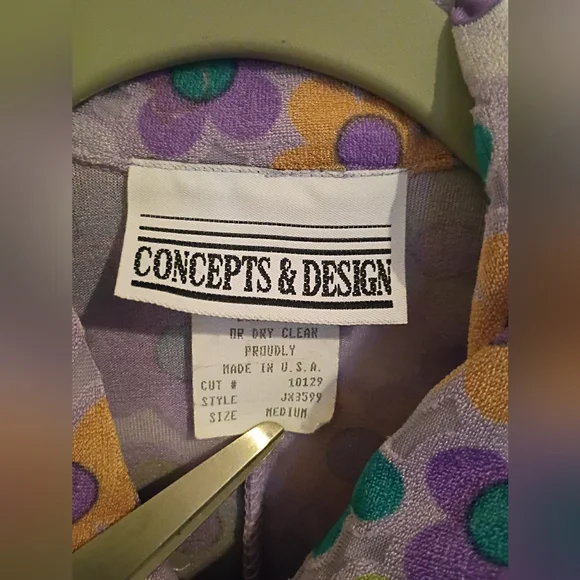 CONCEPTS & DESIGN
OR DRY CLEAN
PROUDLY
MADE IN U.S.A.
CUT # 10129
STYLE JX3599
SIZE MEDIUM